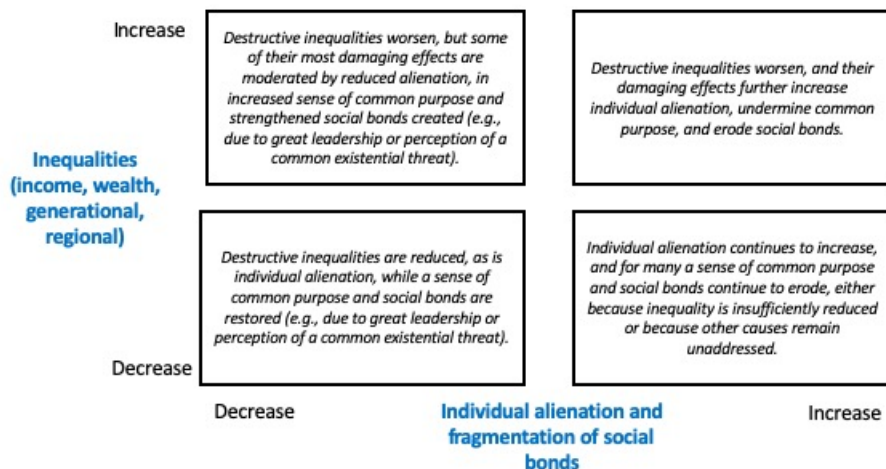 Increase
Destructive inequalities worsen, but some
of their most damaging effects are
moderated by reduced alienation, in
increased sense of common purpose and
strengthened social bonds created (e.g.,
due to great leadership or perception of a
common existential threat).
Destructive inequalities worsen, and their
damaging effects further increase
individual alienation, undermine common
purpose, and erode social bonds.
Inequalities
(income, wealth,
generational,
regional)
Destructive inequalities are reduced, as is
individual alienation, while a sense of
common purpose and social bonds are
restored (e.g., due to great leadership or
perception of a common existential threat).
Individual alienation continues to increase,
and for many a sense of common purpose
and social bonds continue to erode, either
because inequality is insufficiently reduced
or because other causes remain
unaddressed.
Decrease
Decrease
Individual alienation and
fragmentation of social
bonds
Increase